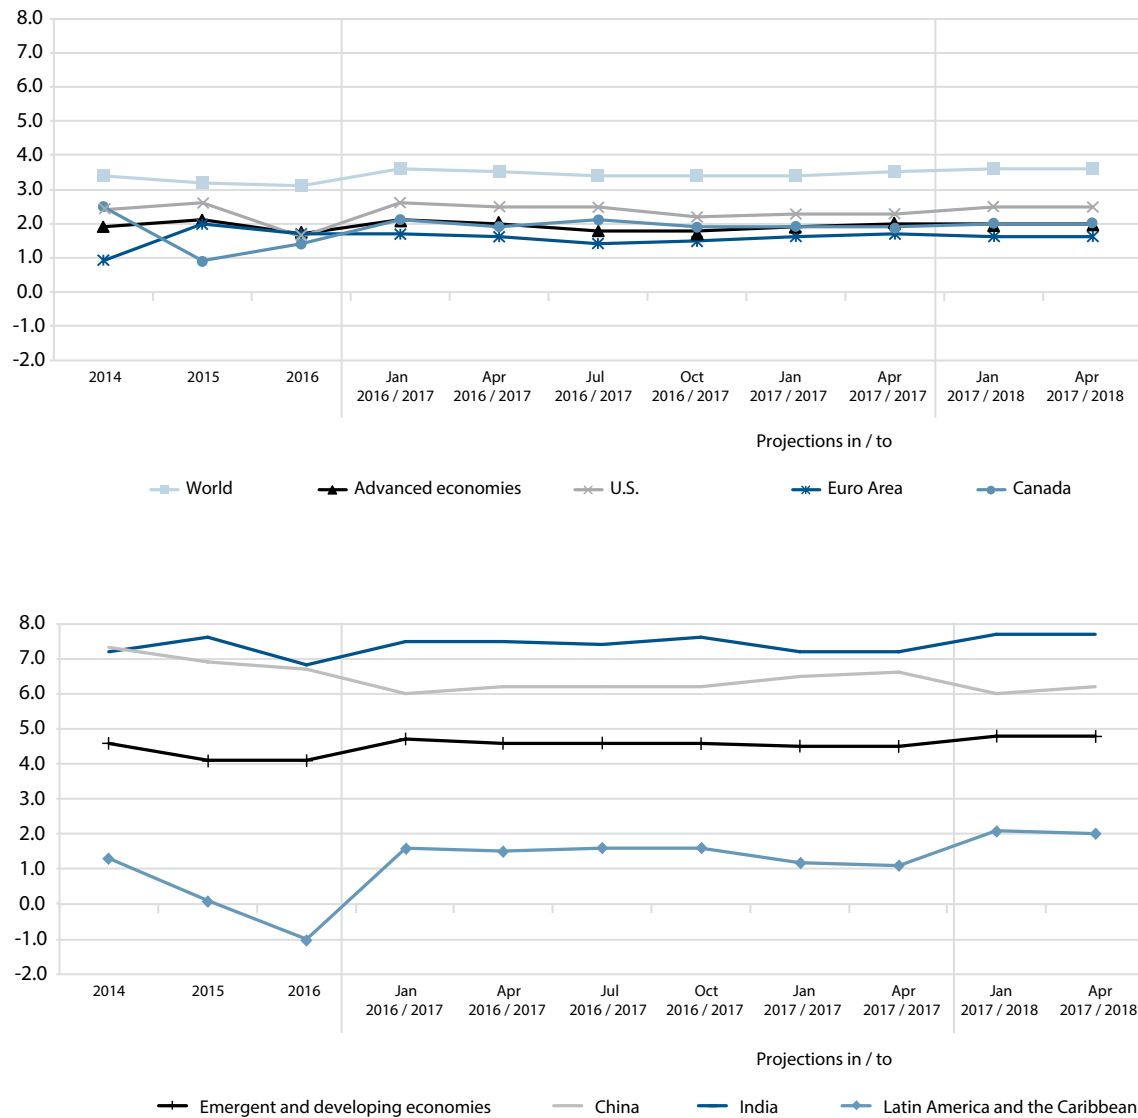 8.0
7.0
6.0
5.0
4.0
3.0
2.0
1.0
0.0
-1.0
-2.0
2014 2015 2016 Jan Apr Jul Oct Jan Apr Jan Apr
2016 / 2017 2016 / 2017 2016 / 2017 2016 / 2017 2017 / 2017 2017 / 2017 2017 / 2018 2017 / 2018
Projections in / to
World Advanced economies U.S. Euro Area Canada
8.0
7.0
6.0
5.0
4.0
3.0
2.0
1.0
0.0
-1.0
-2.0
2014 2015 2016 Jan Apr Jul Oct Jan Apr Jan Apr
2016 / 2017 2016 / 2017 2016 / 2017 2016 / 2017 2017 / 2017 2017 / 2017 2017 / 2018 2017 / 2018
Projections in / to
Emergent and developing economies China India Latin America and the Caribbean